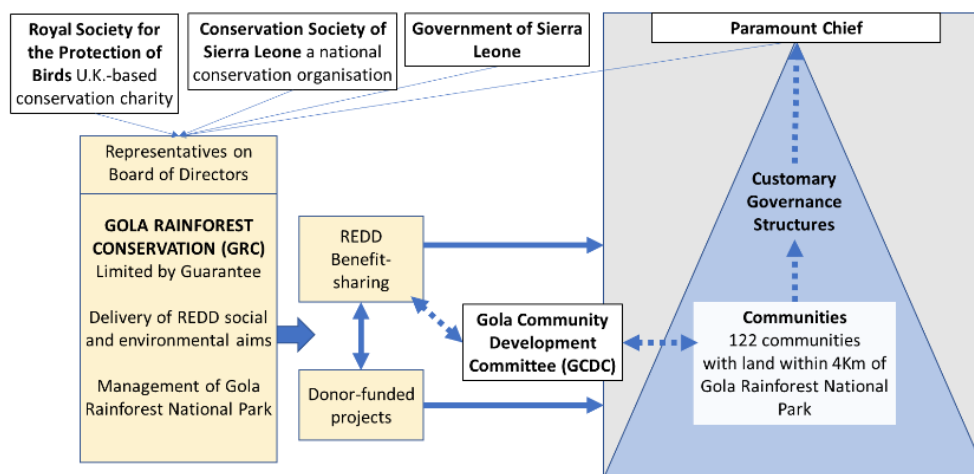 Royal Society for
the Protection of
Birds U.K.-based
conservation charity
Conservation Society of
Sierra Leone a national
conservation organisation
Government of Sierra
Leone
Paramount Chief
Representatives on
Board of Directors
GOLA RAINFOREST
CONSERVATION (GRC)
Limited by Guarantee
Delivery of REDD social
and environmental aims
Management of Gola
Rainforest National Park
REDD
Benefit-
sharing
Donor-funded
projects
Gola Community
Development
Committee (GCDC)
Customary
Governance
Structures
Communities
122 communities
with land within 4Km of
Gola Rainforest National
Park